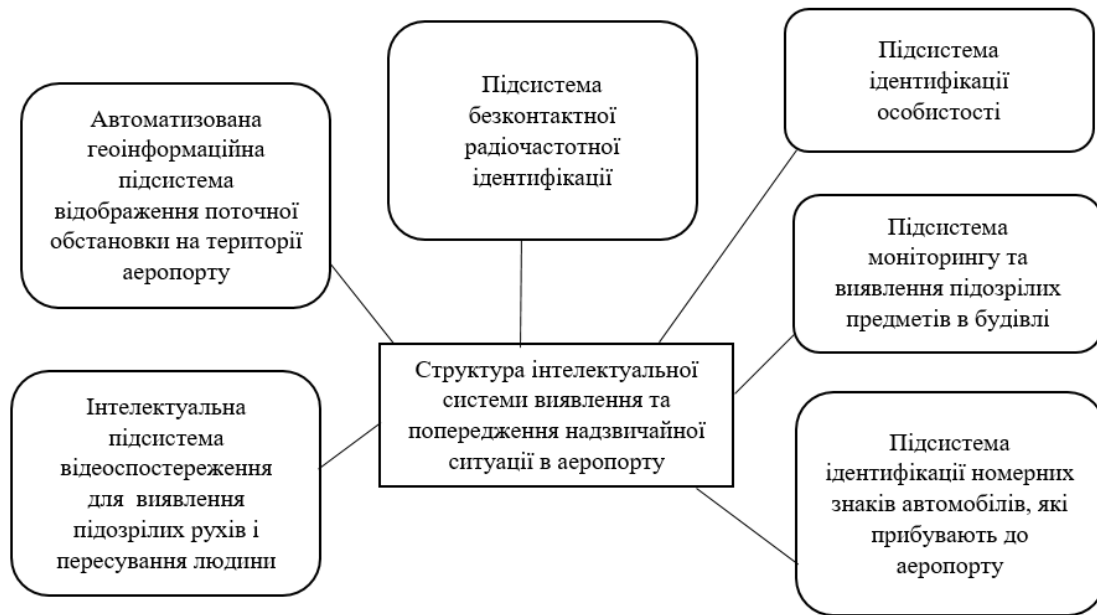 Автоматизована
геоінформаційна
підсистема
відображення поточної
обстановки на території
аеропорту
Підсистема
безконтактної
радіочастотної
ідентифікації
Підсистема
ідентифікації
особистості
Підсистема
моніторингу та
виявлення підозрілих
предметів в будівлі
Структура інтелектуальної
системи виявлення та
попередження надзвичайної
ситуації в аеропорту
Інтелектуальна
підсистема
відеоспостереження
для виявлення
підозрілих рухів і
пересування людини
Підсистема
ідентифікації номерних
знаків автомобілів, які
прибувають до
аеропорту